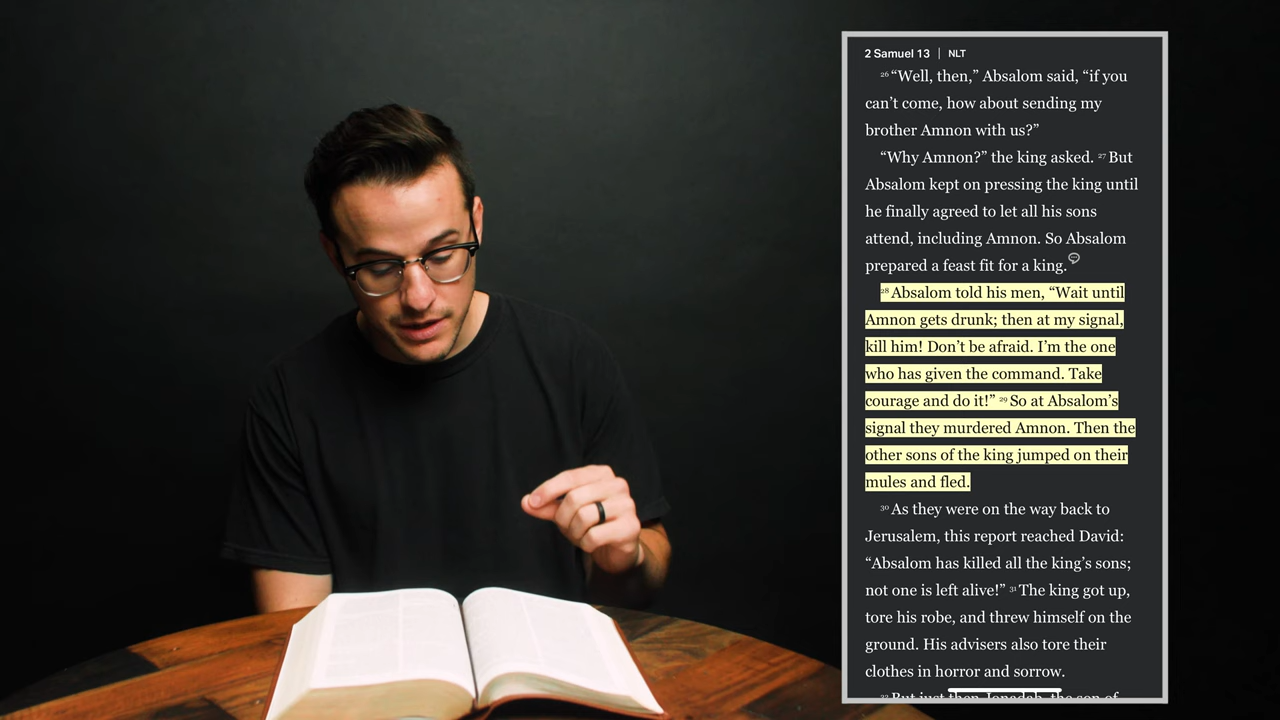 2 Samuel 13 | NLT
26 “Well, then,” Absalom said, “if you
can’t come, how about sending my
brother Amnon with us?”
“Why Amnon?” the king asked. 27 But
Absalom kept on pressing the king until
he finally agreed to let all his sons
attend, including Amnon. So Absalom
prepared a feast fit for a king.
28 Absalom told his men, “Wait until
Amnon gets drunk; then at my signal,
kill him! Don’t be afraid. I’m the one
who has given the command. Take
courage and do it!” 29 So at Absalom’s
signal they murdered Amnon. Then the
other sons of the king jumped on their
mules and fled.
30 As they were on the way back to
Jerusalem, this report reached David:
“Absalom has killed all the king’s sons;
not one is left alive!” 31 The king got up,
tore his robe, and threw himself on the
ground. His advisers also tore their
clothes in horror and sorrow.
32 But just then Jonadab, the son of